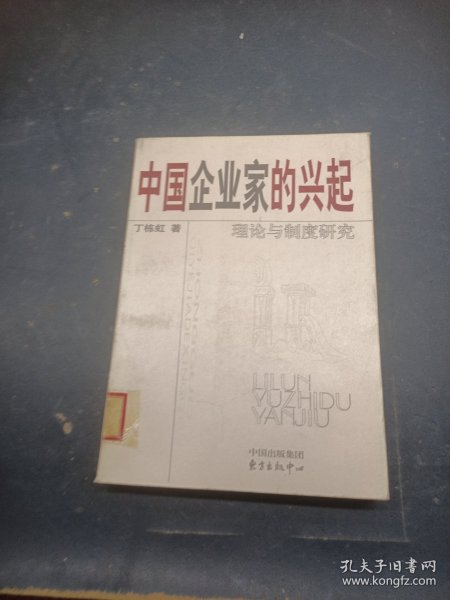 中国企业家的兴起
丁栋虹 著
理论与制度研究
LILUN
YUZHIDU
YANJIU
中国出版集团
东方出版中心
孔夫子旧书网
www.kongfz.com